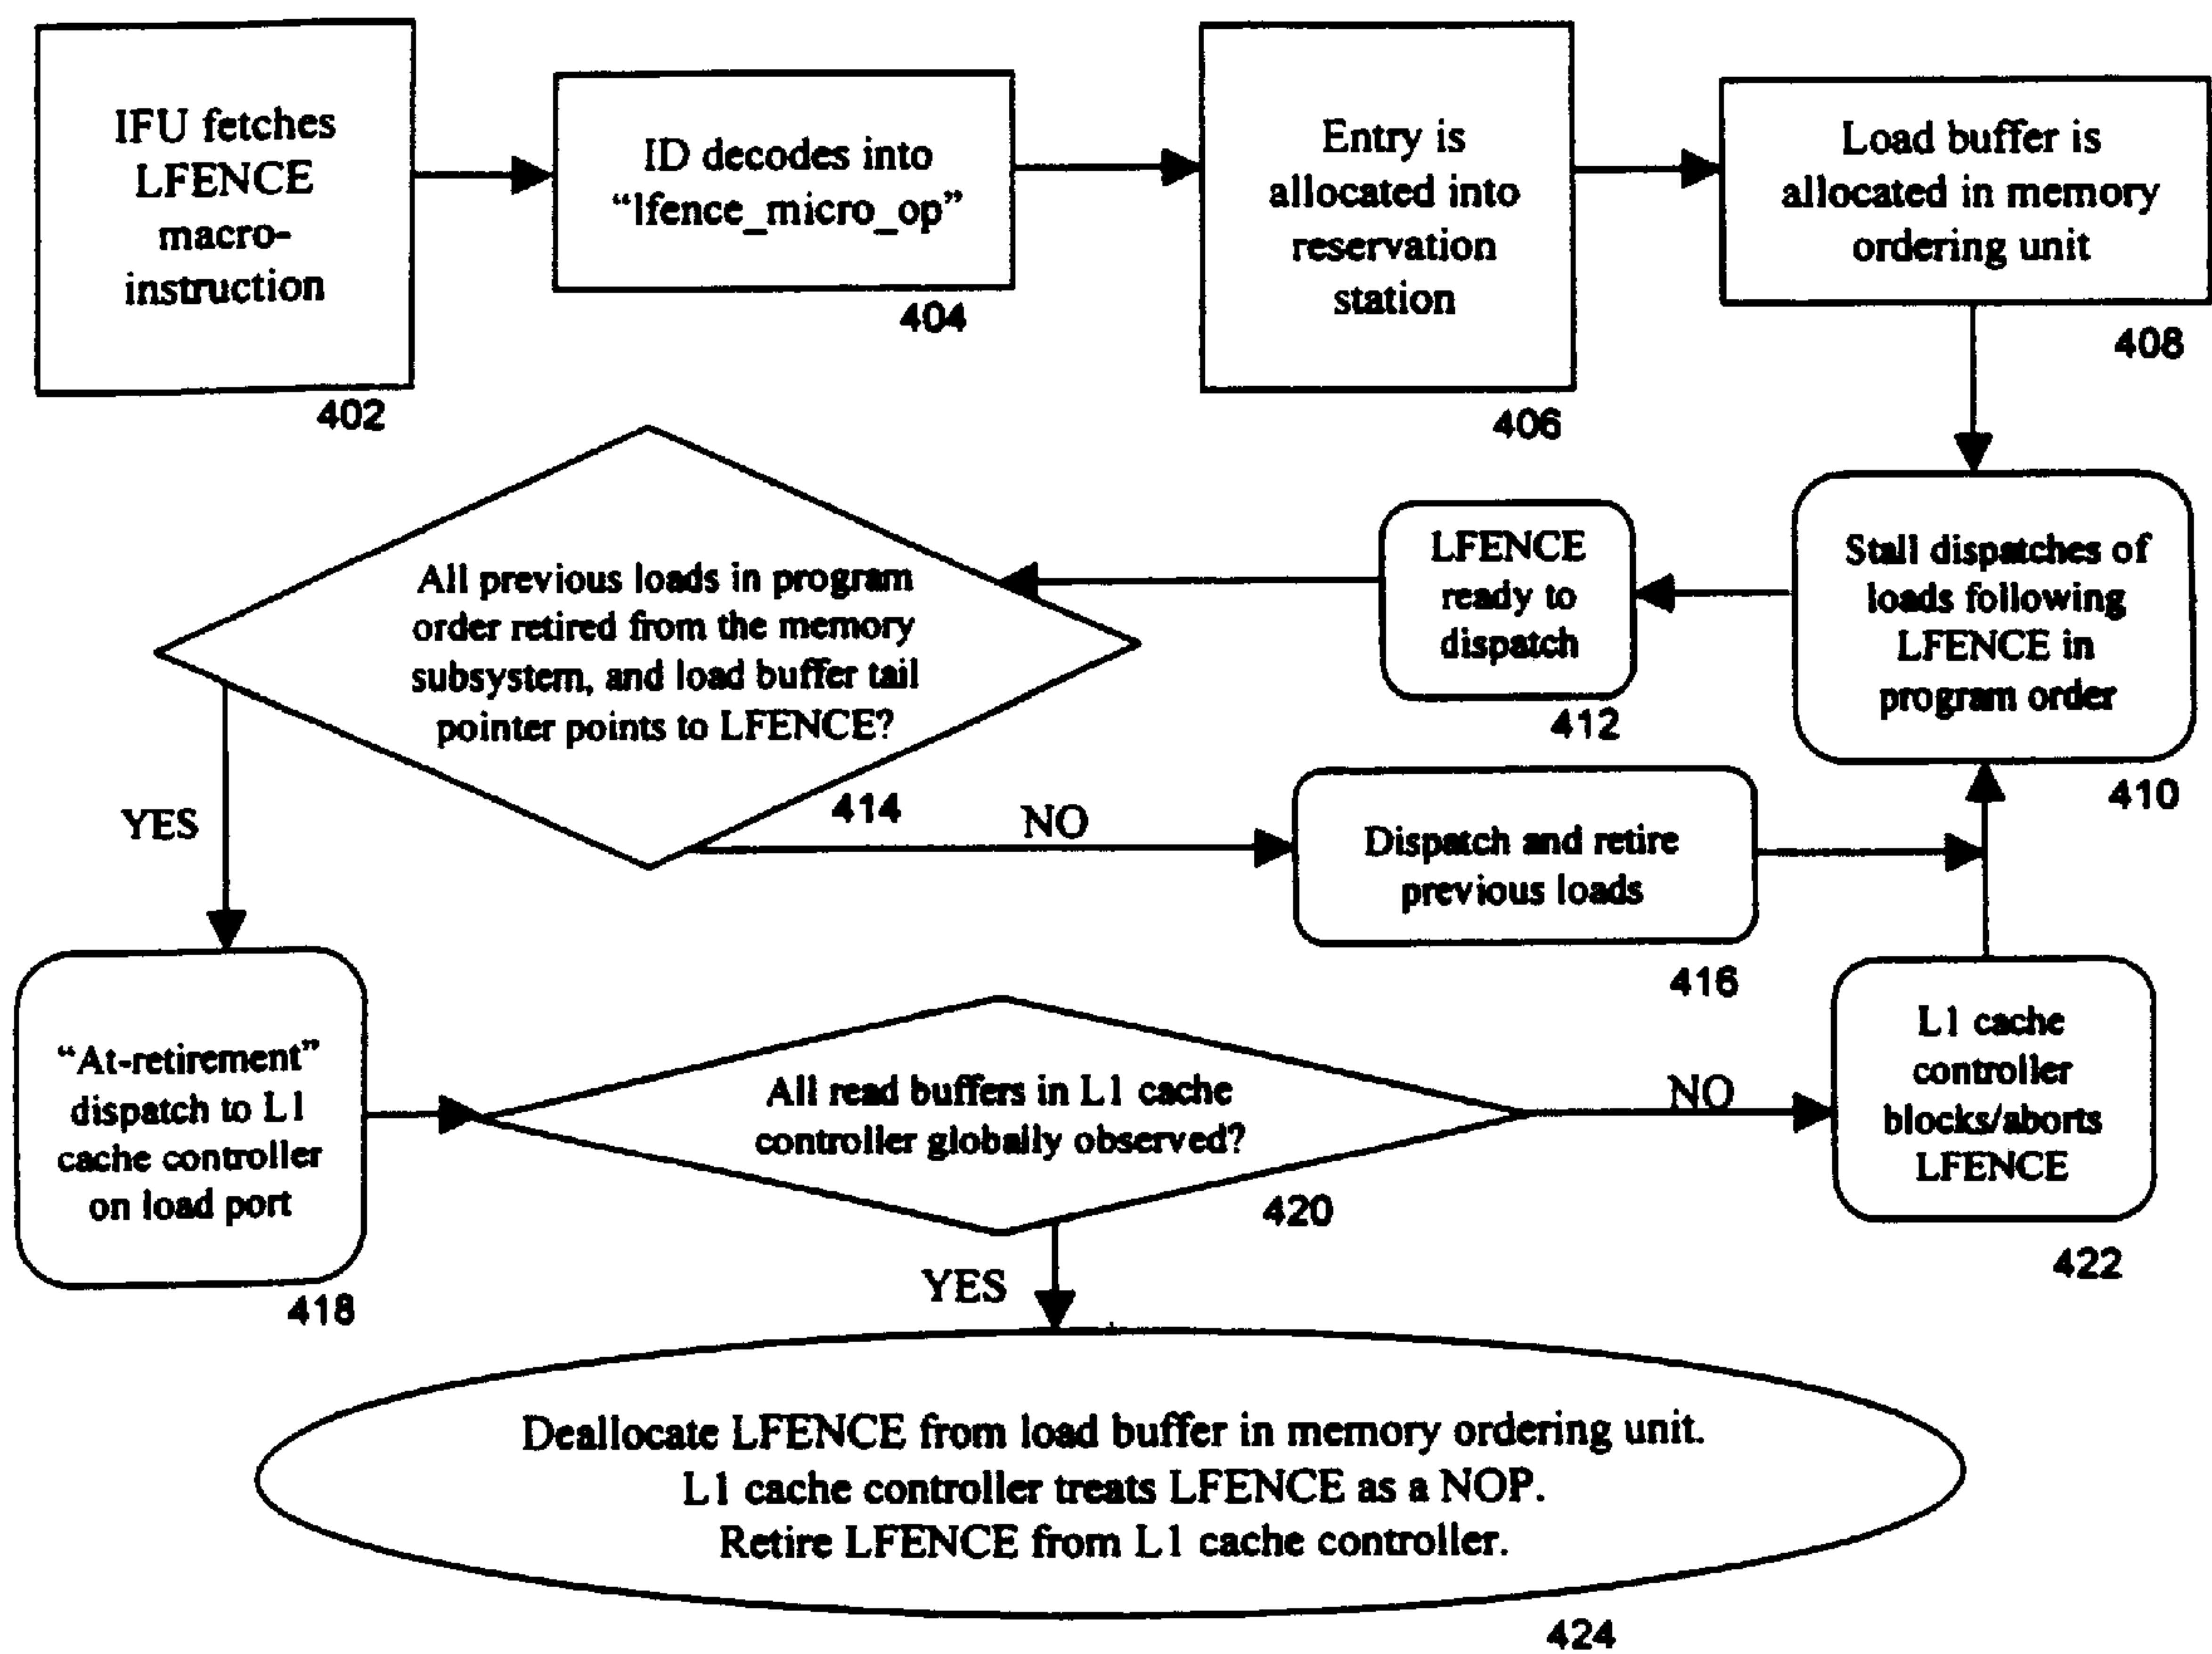 IFU fetches
LFENCE
macro-
instruction
402
ID decodes into
“lfence_micro_op”
404
Entry is
allocated into
reservation
station
406
Load buffer is
allocated in memory
ordering unit
408
Stall dispatches of
loads following
LFENCE in
program order
410
LFENCE
ready to
dispatch
412
All previous loads in program
order retired from the memory
subsystem, and load buffer tail
pointer points to LFENCE?
414
YES
NO
Dispatch and retire
previous loads
416
“At-retirement”
dispatch to L1
cache controller
on load port
418
All read buffers in L1 cache
controller globally observed?
420
NO
L1 cache
controller
blocks/aborts
LFENCE
422
YES
Deallocate LFENCE from load buffer in memory ordering unit.
L1 cache controller treats LFENCE as a NOP.
Retire LFENCE from L1 cache controller.
424